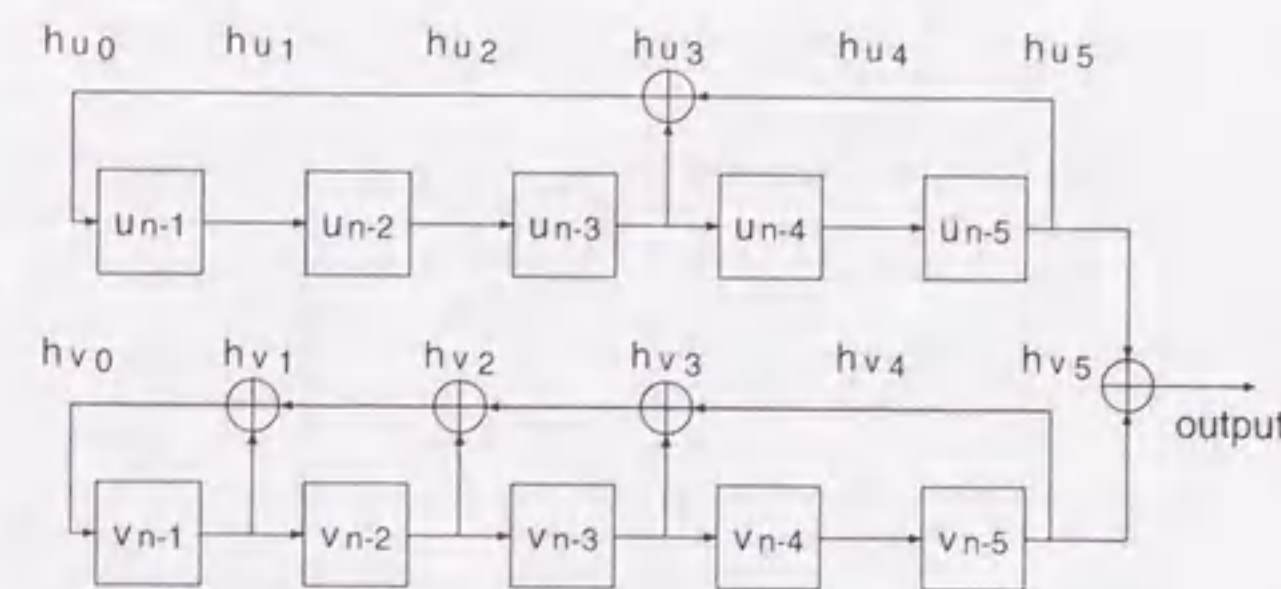 hu0 hu1 hu2 hu3 hu4 hu5
un-1 un-2 un-3 un-4 un-5
hv0 hv1 hv2 hv3 hv4 hv5
output
vn-1 vn-2 vn-3 vn-4 vn-5